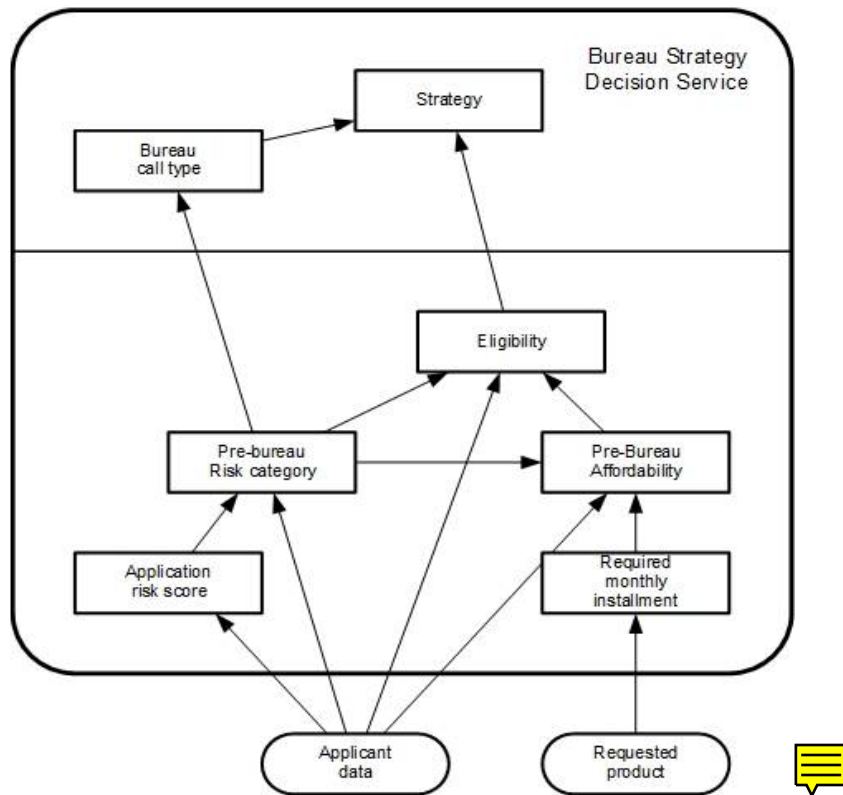 Bureau Strategy
Decision Service
Strategy
Bureau
call type
Eligibility
Pre-bureau
Risk category
Pre-Bureau
Affordability
Application
risk score
Required
monthly
installment
Applicant
data
Requested
product